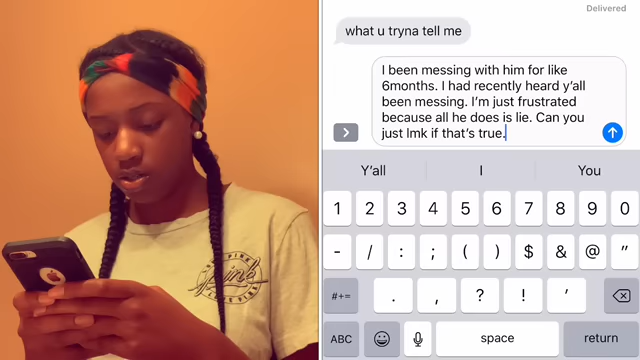 Delivered
what u tryna tell me
I been messing with him for like
6months. I had recently heard y'all
been messing. I'm just frustrated
because all he does is lie. Can you
just lmk if that's true.
Y'all I You
1 2 3 4 5 6 7 8 9 0
- / : ; ( ) $ & @ "
#+= . , ? ! '
ABC space return
PINK
Pink